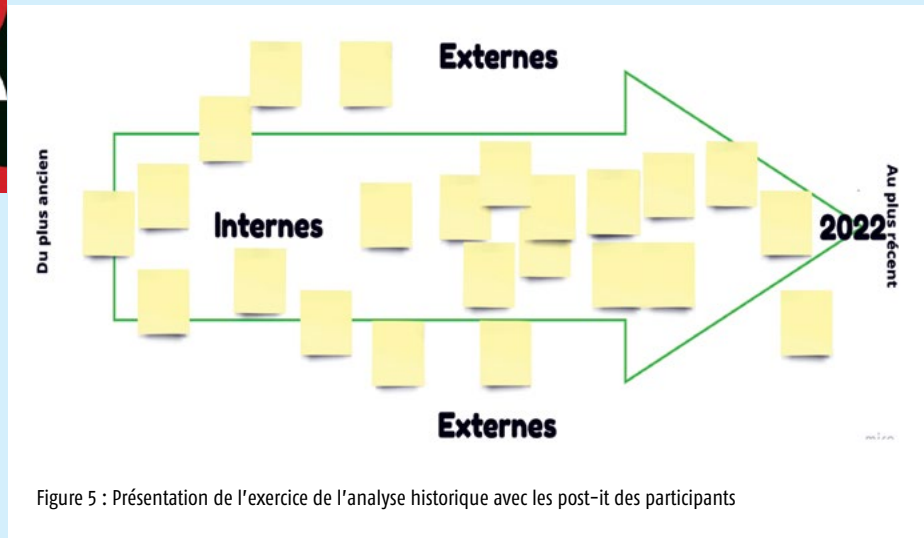 Externes
Du plus ancien
Internes
2022
Au plus récent
Externes
miro
Figure 5 : Présentation de l'exercice de l'analyse historique avec les post-it des participants